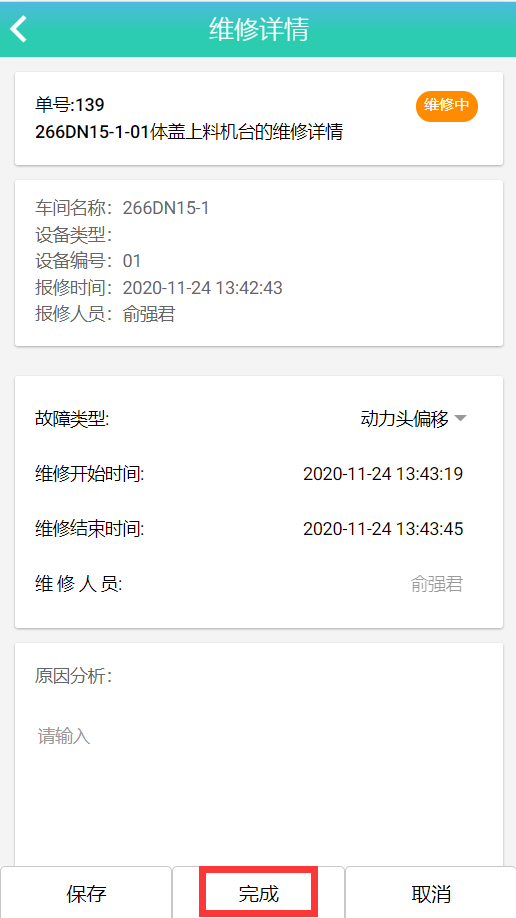 维修详情
单号:139
维修中
266DN15-1-01体盖上料机台的维修详情
车间名称：266DN15-1
设备类型：
设备编号：01
报修时间：2020-11-24 13:42:43
报修人员：俞强君
故障类型: 动力头偏移
维修开始时间: 2020-11-24 13:43:19
维修结束时间: 2020-11-24 13:43:45
维 修 人 员: 俞强君
原因分析：
请输入
保存 完成 取消